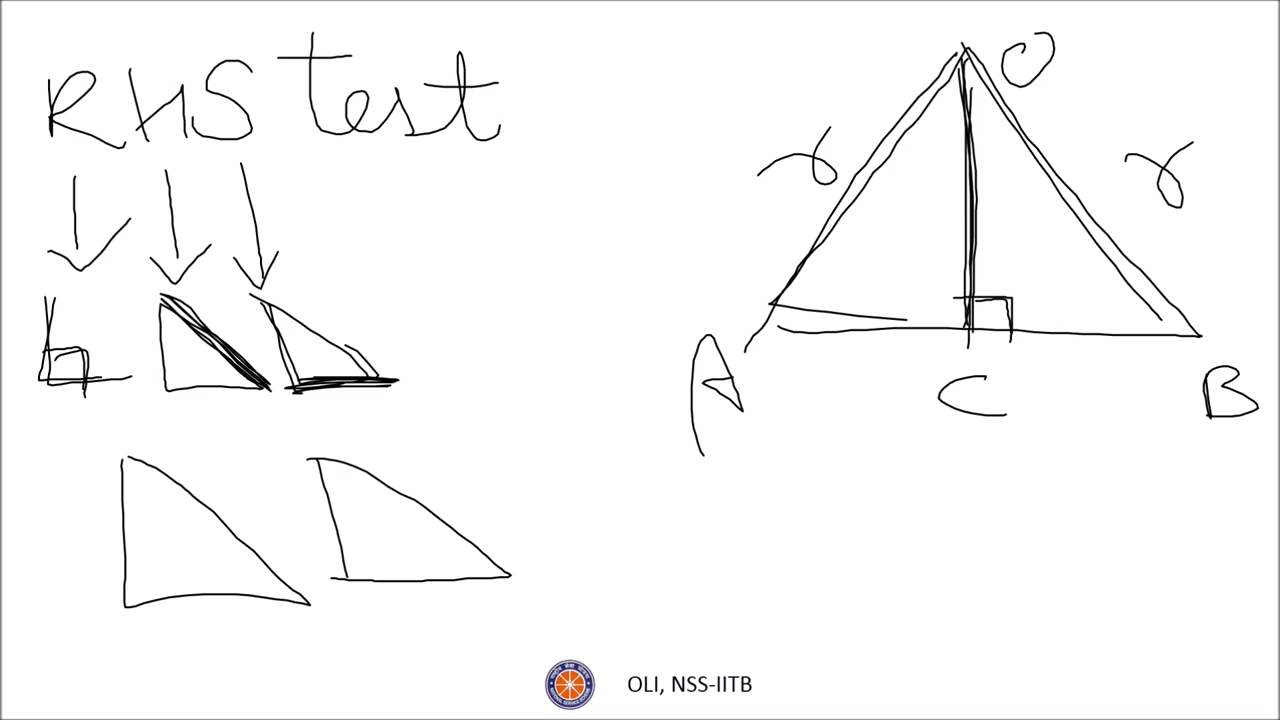 RHS Test
O
r
r
A
C
B
OLI, NSS-IITB